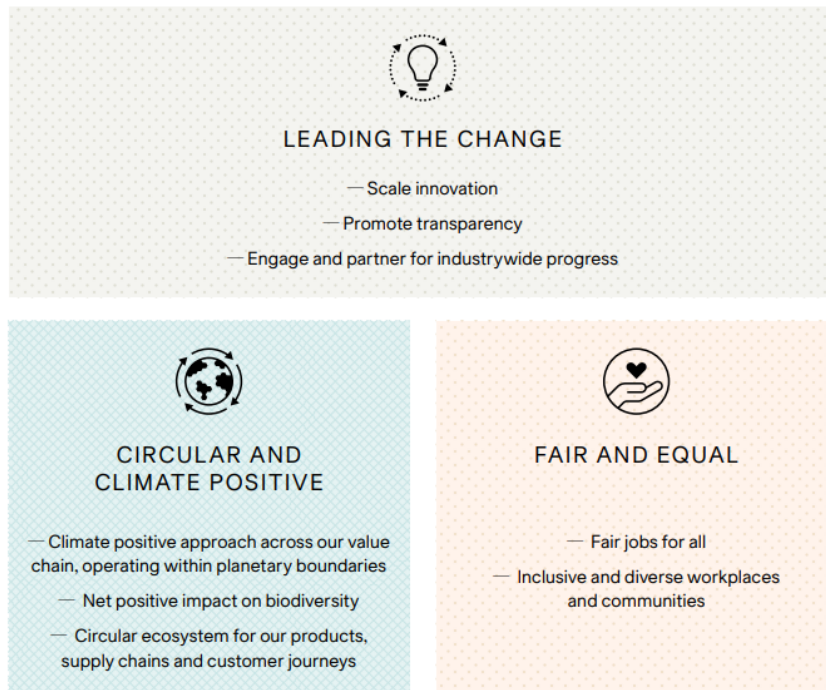 LEADING THE CHANGE
— Scale innovation
— Promote transparency
— Engage and partner for industrywide progress
CIRCULAR AND
CLIMATE POSITIVE
— Climate positive approach across our value
chain, operating within planetary boundaries
— Net positive impact on biodiversity
— Circular ecosystem for our products,
supply chains and customer journeys
FAIR AND EQUAL
— Fair jobs for all
— Inclusive and diverse workplaces
and communities